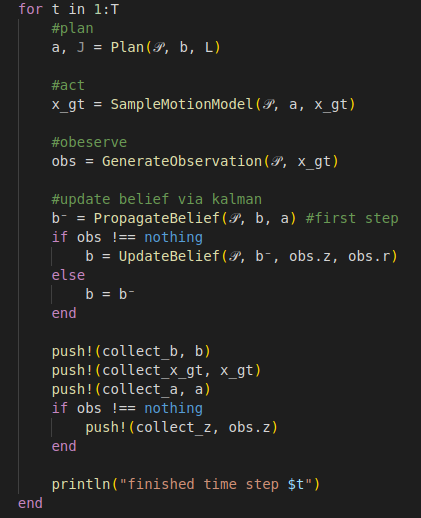 for t in 1:T
    #plan
    a, J = Plan(𝒫, b, L)

    #act
    x_gt = SampleMotionModel(𝒫, a, x_gt)

    #obeserve
    obs = GenerateObservation(𝒫, x_gt)

    #update belief via kalman
    b⁻ = PropagateBelief(𝒫, b, a) #first step
    if obs !== nothing
        b = UpdateBelief(𝒫, b⁻, obs.z, obs.r)
    else
        b = b⁻
    end

    push!(collect_b, b)
    push!(collect_x_gt, x_gt)
    push!(collect_a, a)
    if obs !== nothing
        push!(collect_z, obs.z)
    end

    println("finished time step $t")
end